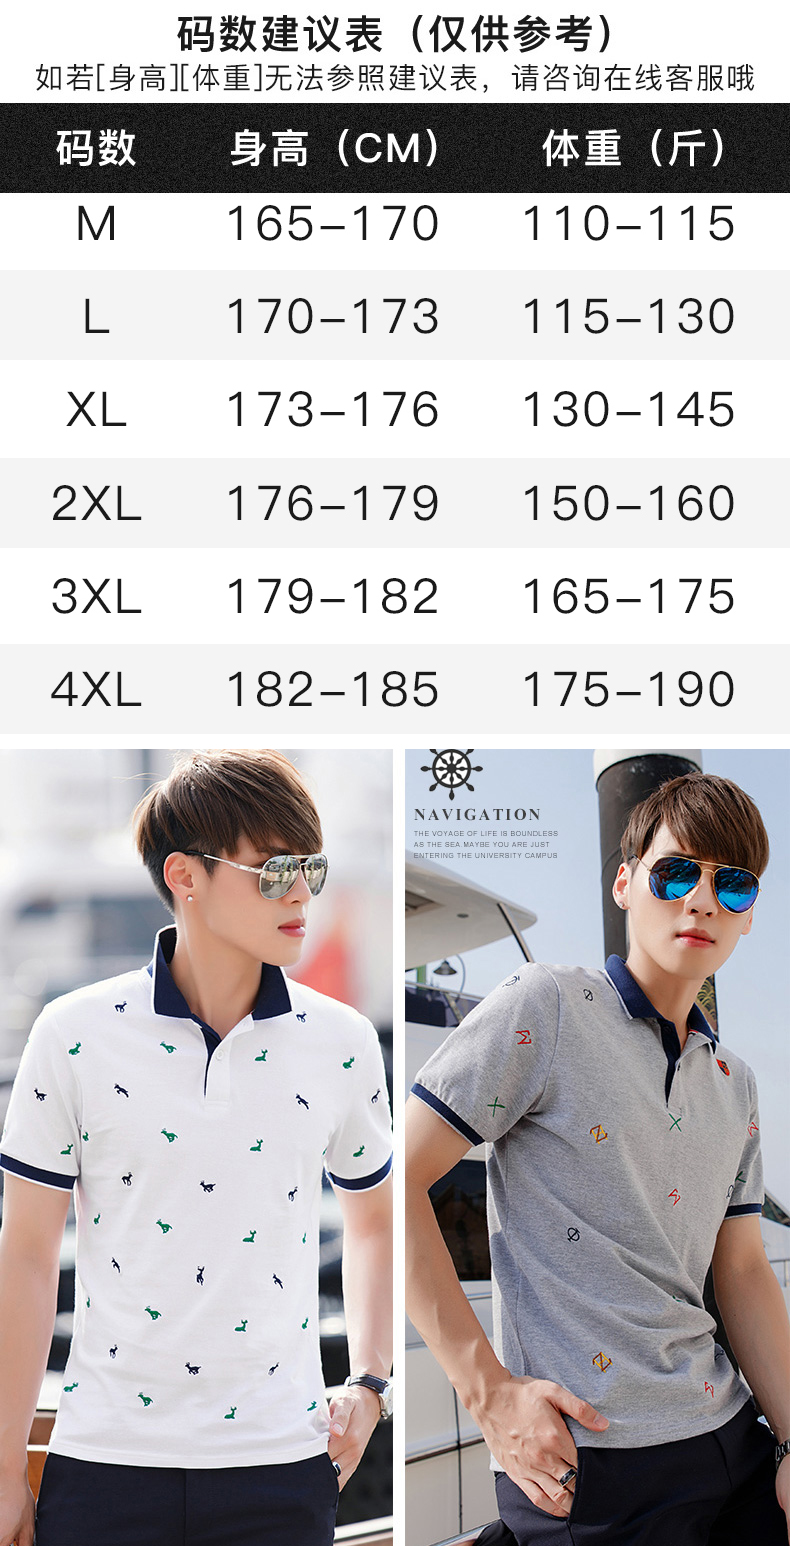 码数建议表（仅供参考）
如若[身高][体重]无法参照建议表，请咨询在线客服哦
码数 身高（CM） 体重（斤）
M 165-170 110-115
L 170-173 115-130
XL 173-176 130-145
2XL 176-179 150-160
3XL 179-182 165-175
4XL 182-185 175-190
NAVIGATION
THE VOYAGE OF LIFE IS BOUNDLESS
AS THE SEA.MAYBE YOU ARE JUST
ENTERING THE UNIVERSITY CAMPUS